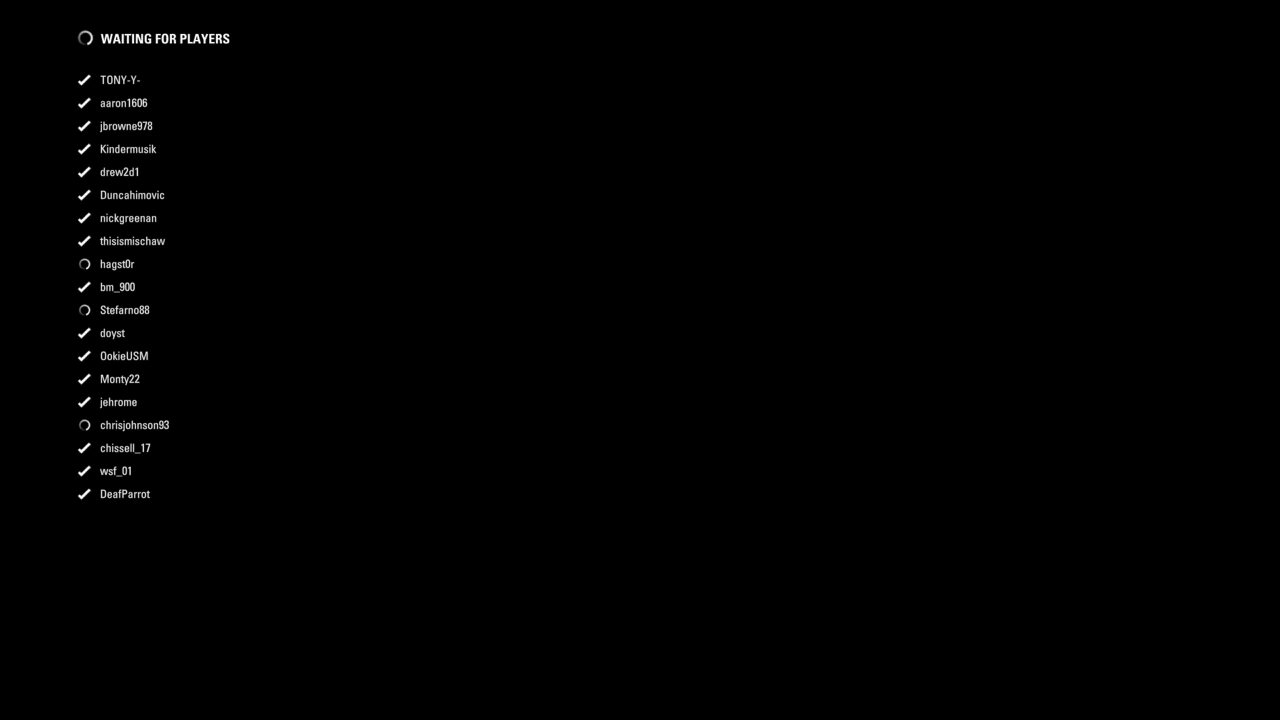 WAITING FOR PLAYERS
TONY-Y-
aaron1606
jbrowne978
Kindermusik
drew2d1
Duncahimovic
nickgreenan
thisismischaw
hagst0r
bm_900
Stefarno88
doyst
OokieUSM
Monty22
jehrome
chrisjohnson93
chissell_17
wsf_01
DeafParrot